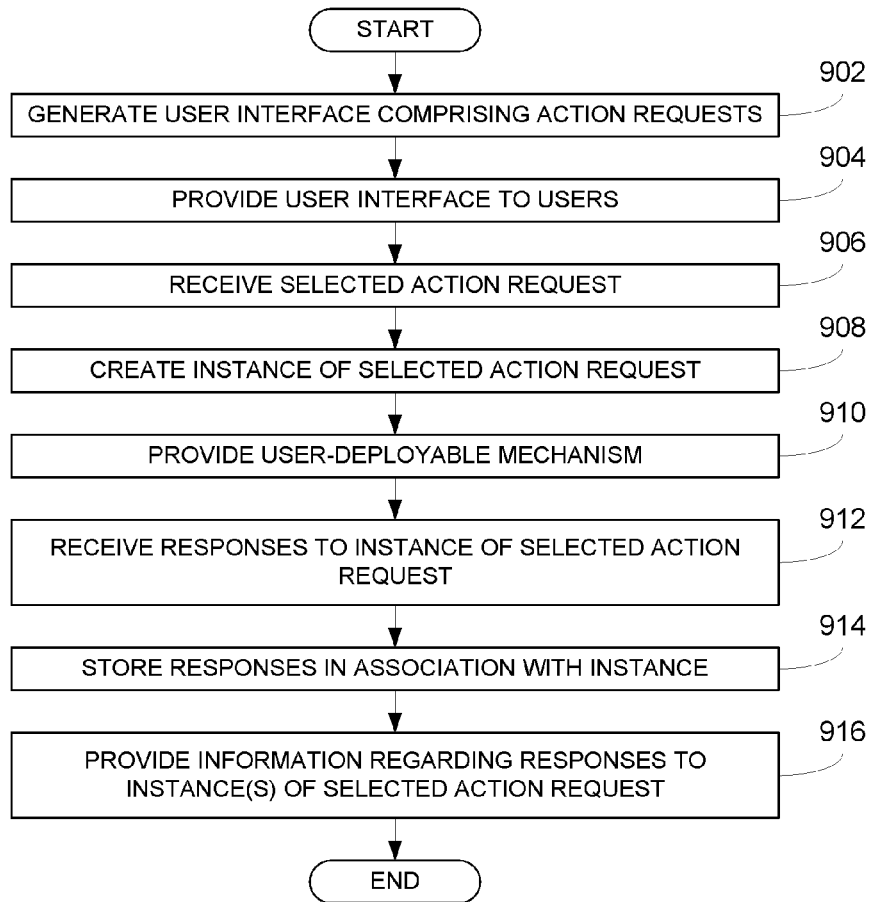 START
902
GENERATE USER INTERFACE COMPRISING ACTION REQUESTS
904
PROVIDE USER INTERFACE TO USERS
906
RECEIVE SELECTED ACTION REQUEST
908
CREATE INSTANCE OF SELECTED ACTION REQUEST
910
PROVIDE USER-DEPLOYABLE MECHANISM
912
RECEIVE RESPONSES TO INSTANCE OF SELECTED ACTION
REQUEST
914
STORE RESPONSES IN ASSOCIATION WITH INSTANCE
916
PROVIDE INFORMATION REGARDING RESPONSES TO
INSTANCE(S) OF SELECTED ACTION REQUEST
END